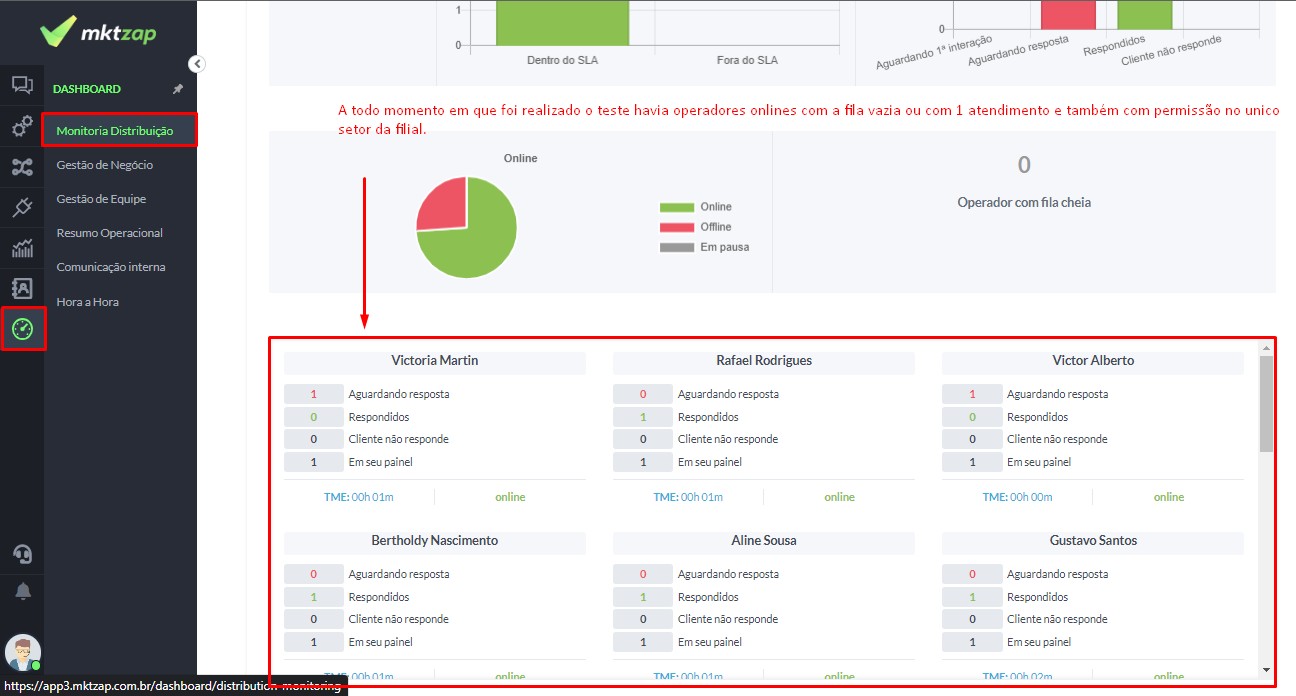 mktzap
DASHBOARD
Monitoria Distribuição
Gestão de Negócio
Gestão de Equipe
Resumo Operacional
Comunicação interna
Hora a Hora
1
0
Dentro do SLA
Fora do SLA
0
Aguardando 1ª interação
Aguardando resposta
Respondidos
Cliente não responde
A todo momento em que foi realizado o teste havia operadores onlines com a fila vazia ou com 1 atendimento e também com permissão no unico
setor da filial.
Online
Online
Offline
Em pausa
0
Operador com fila cheia
Victoria Martin
1 Aguardando resposta
0 Respondidos
0 Cliente não responde
1 Em seu painel
TME: 00h 01m online
Rafael Rodrigues
0 Aguardando resposta
1 Respondidos
0 Cliente não responde
1 Em seu painel
TME: 00h 01m online
Victor Alberto
1 Aguardando resposta
0 Respondidos
0 Cliente não responde
1 Em seu painel
TME: 00h 00m online
Bertholdy Nascimento
0 Aguardando resposta
1 Respondidos
0 Cliente não responde
1 Em seu painel
TME: 00h 01m online
Aline Sousa
0 Aguardando resposta
1 Respondidos
0 Cliente não responde
1 Em seu painel
TME: 00h 01m online
Gustavo Santos
0 Aguardando resposta
1 Respondidos
0 Cliente não responde
1 Em seu painel
TME: 00h 02m online
https://app3.mktzap.com.br/dashboard/distribution-monitoring